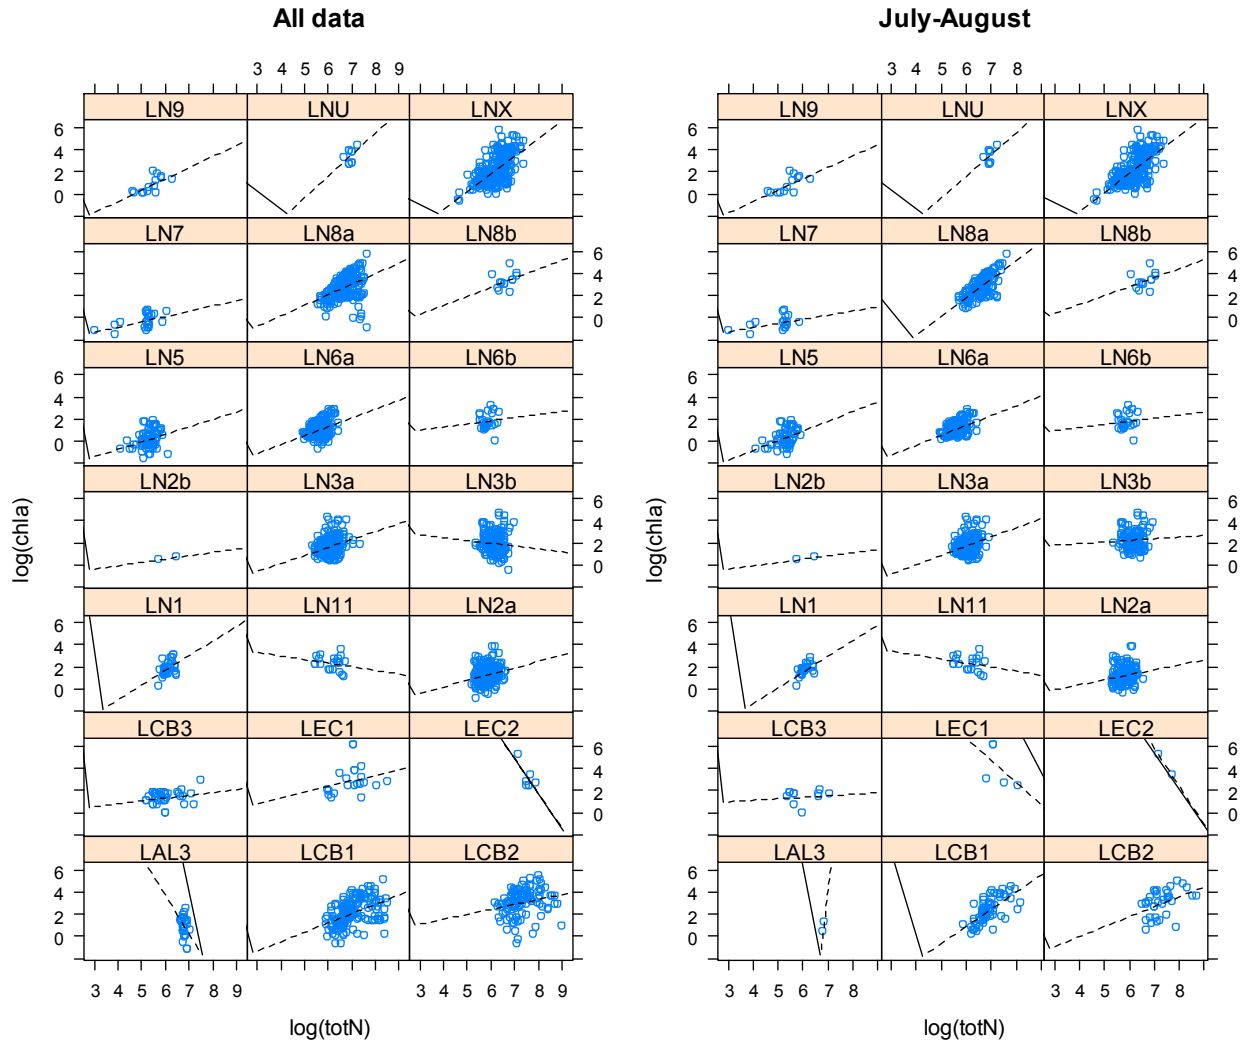 All data
July-August
3 4 5 6 7 8 9
3 4 5 6 7 8
LN9 LNU LNX
LN9 LNU LNX
6
4
2
0
6
4
2
0
LN7 LN8a LN8b
LN7 LN8a LN8b
6
4
2
0
6
4
2
0
LN5 LN6a LN6b
LN5 LN6a LN6b
6
4
2
0
6
4
2
0
LN2b LN3a LN3b
LN2b LN3a LN3b
6
4
2
0
6
4
2
0
log(chla)
log(chla)
LN1 LN11 LN2a
LN1 LN11 LN2a
6
4
2
0
6
4
2
0
LCB3 LEC1 LEC2
LCB3 LEC1 LEC2
6
4
2
0
6
4
2
0
LAL3 LCB1 LCB2
LAL3 LCB1 LCB2
6
4
2
0
6
4
2
0
3 4 5 6 7 8 9
3 4 5 6 7 8 9
3 4 5 6 7 8
3 4 5 6 7 8
log(totN)
log(totN)